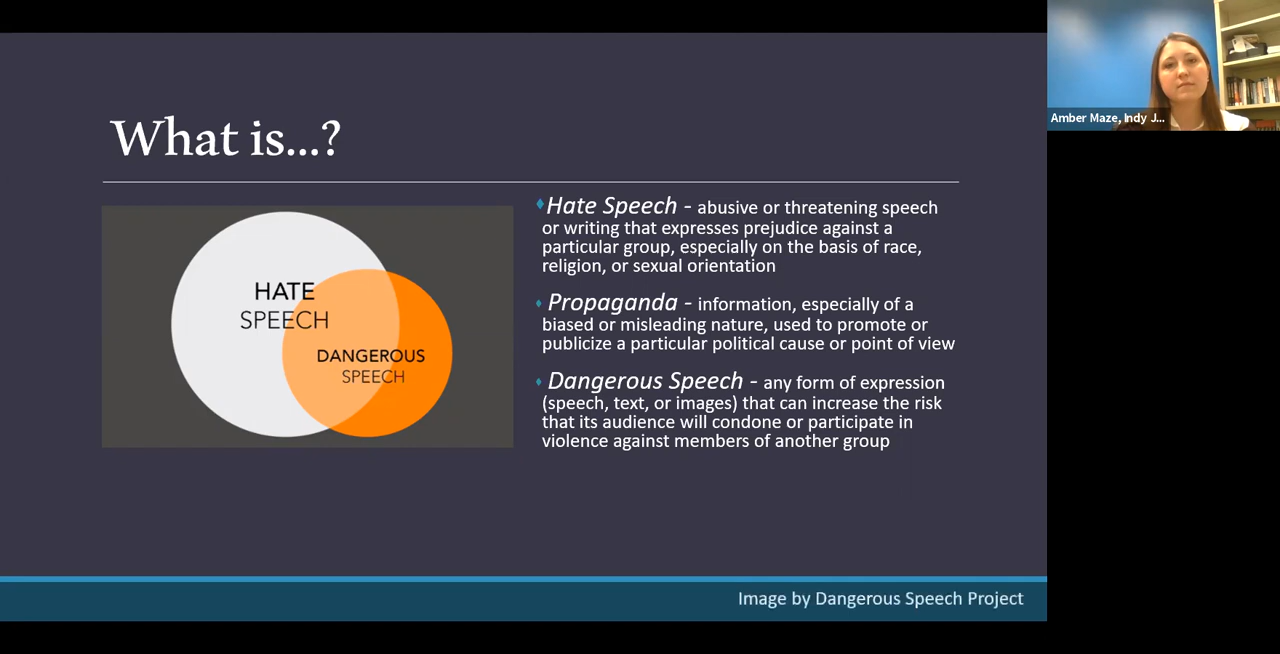 Amber Maze, Indy J...
What is...?
HATE
SPEECH
DANGEROUS
SPEECH
Hate Speech - abusive or threatening speech
or writing that expresses prejudice against a
particular group, especially on the basis of race,
religion, or sexual orientation
Propaganda - information, especially of a
biased or misleading nature, used to promote or
publicize a particular political cause or point of view
Dangerous Speech - any form of expression
(speech, text, or images) that can increase the risk
that its audience will condone or participate in
violence against members of another group
Image by Dangerous Speech Project